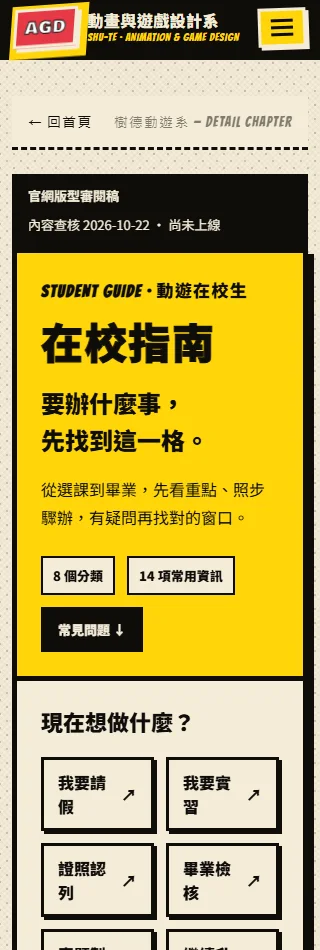 AGD
動畫與遊戲設計系
SHU-TE · ANIMATION & GAME DESIGN
← 回首頁
樹德動遊系 — DETAIL CHAPTER
官網版型審閱稿
內容查核 2026-10-22 · 尚未上線
STUDENT GUIDE · 動遊在校生
在校指南
要辦什麼事，
先找到這一格。
從選課到畢業，先看重點、照步
驟辦，有疑問再找對的窗口。
8 個分類
14 項常用資訊
常見問題 ↓
現在想做什麼？
我要請
假 ↗
我要實
習 ↗
證照認
列 ↗
畢業檢
核 ↗